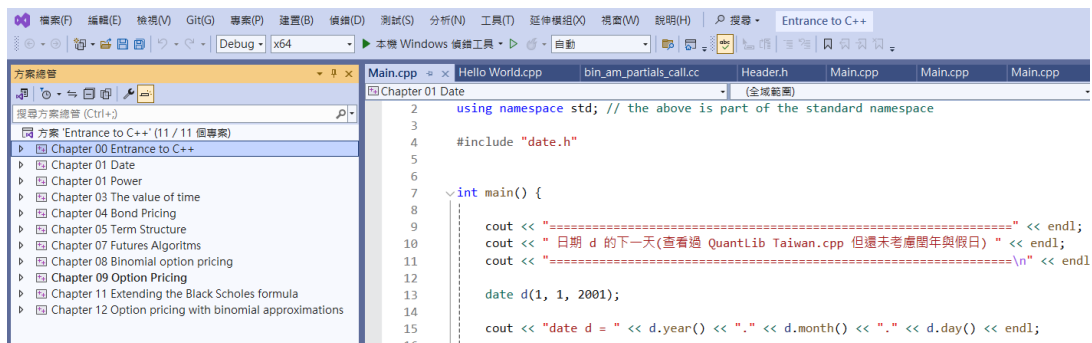 檔案(F) 編輯(E) 檢視(V) Git(G) 專案(P) 建置(B) 偵錯(D) 測試(S) 分析(N) 工具(T) 延伸模組(X) 視窗(W) 說明(H) 搜尋 Entrance to C++
Debug x64 本機 Windows 偵錯工具 自動
方案總管
搜尋方案總管 (Ctrl+;)
方案 'Entrance to C++' (11 / 11 個專案)
Chapter 00 Entrance to C++
Chapter 01 Date
Chapter 01 Power
Chapter 03 The value of time
Chapter 04 Bond Pricing
Chapter 05 Term Structure
Chapter 07 Futures Algoritms
Chapter 08 Binomial option pricing
Chapter 09 Option Pricing
Chapter 11 Extending the Black Scholes formula
Chapter 12 Option pricing with binomial approximations
Main.cpp Hello World.cpp bin_am_partials_call.cc Header.h Main.cpp Main.cpp Main.cpp
Chapter 01 Date (全域範圍)
2 using namespace std; // the above is part of the standard namespace
3
4 #include "date.h"
5
6
7 int main() {
8
9 cout << "=================================================================" << endl;
10 cout << " 日期 d 的下一天(查看過 QuantLib Taiwan.cpp 但還未考慮閏年與假日) " << endl;
11 cout << "=================================================================\n" << endl
12
13 date d(1, 1, 2001);
14
15 cout << "date d = " << d.year() << "." << d.month() << "." << d.day() << endl;